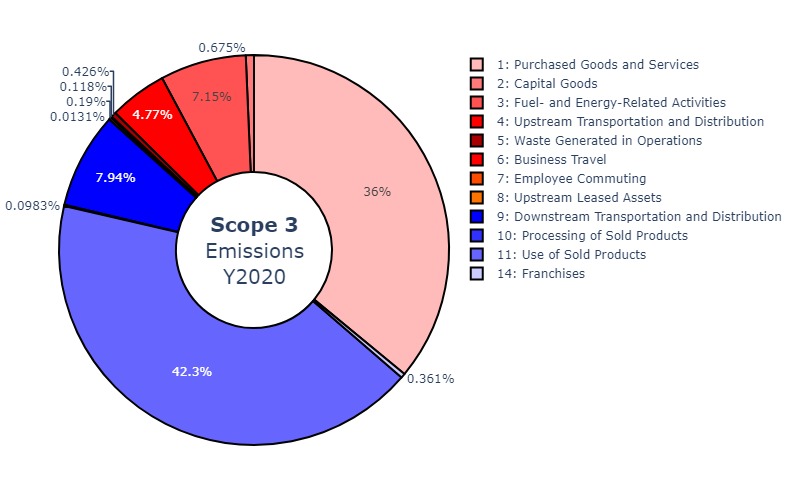 0.675%
0.426%
0.118%
0.19%
0.0131%
4.77%
7.15%
36%
7.94%
0.0983%
42.3%
0.361%
Scope 3
Emissions
Y2020
1: Purchased Goods and Services
2: Capital Goods
3: Fuel- and Energy-Related Activities
4: Upstream Transportation and Distribution
5: Waste Generated in Operations
6: Business Travel
7: Employee Commuting
8: Upstream Leased Assets
9: Downstream Transportation and Distribution
10: Processing of Sold Products
11: Use of Sold Products
14: Franchises